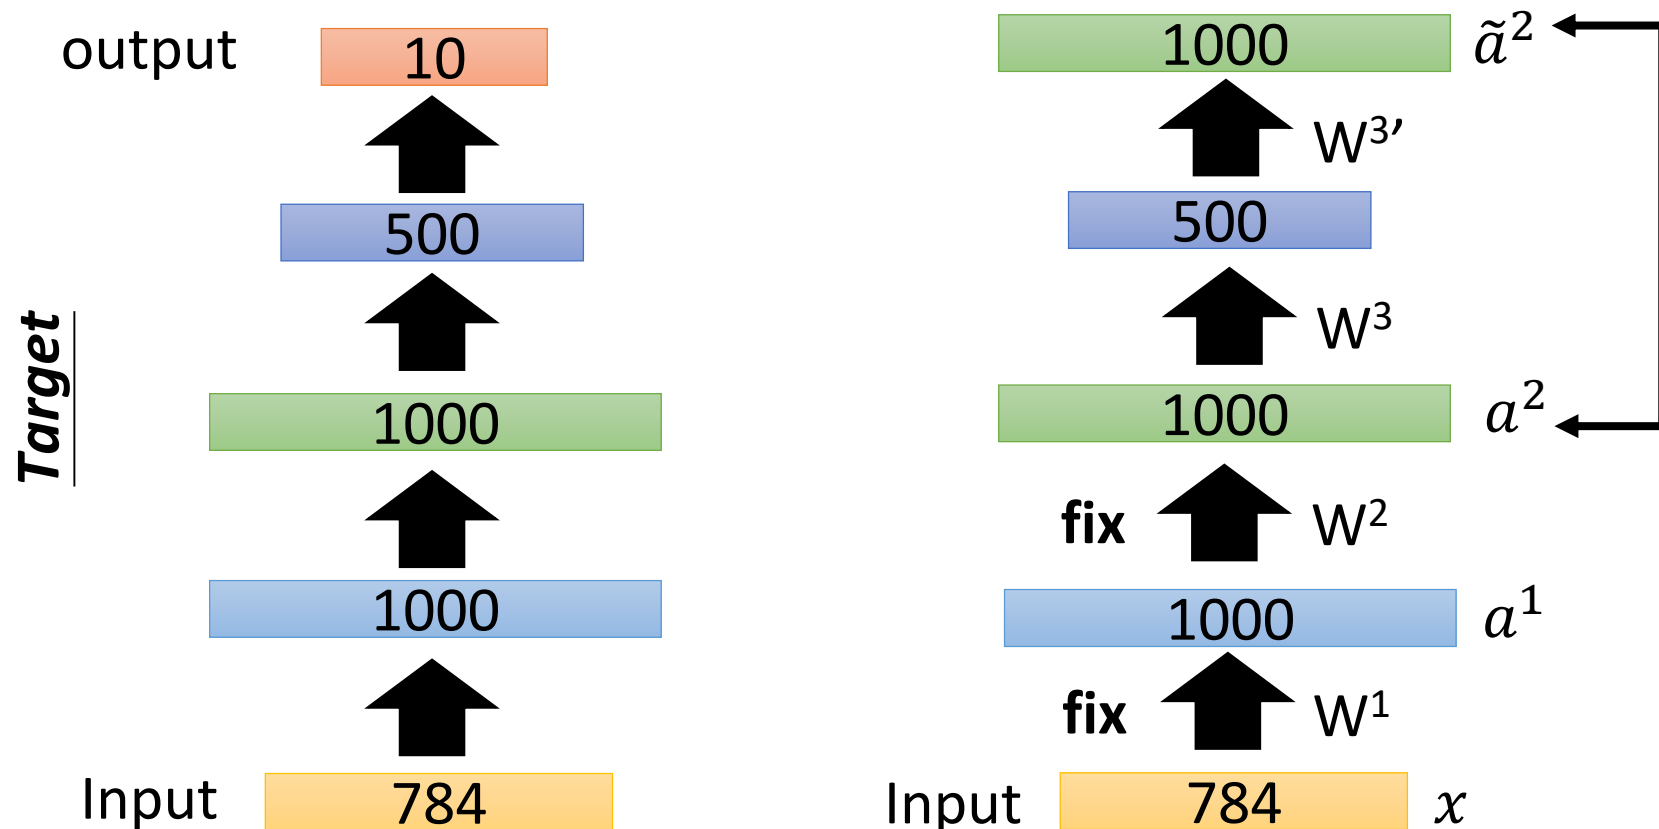 Target
output
10
500
1000
1000
Input 784
1000 ã²
W³′
500
W³
1000 a²
fix W²
1000 a¹
fix W¹
Input 784 x